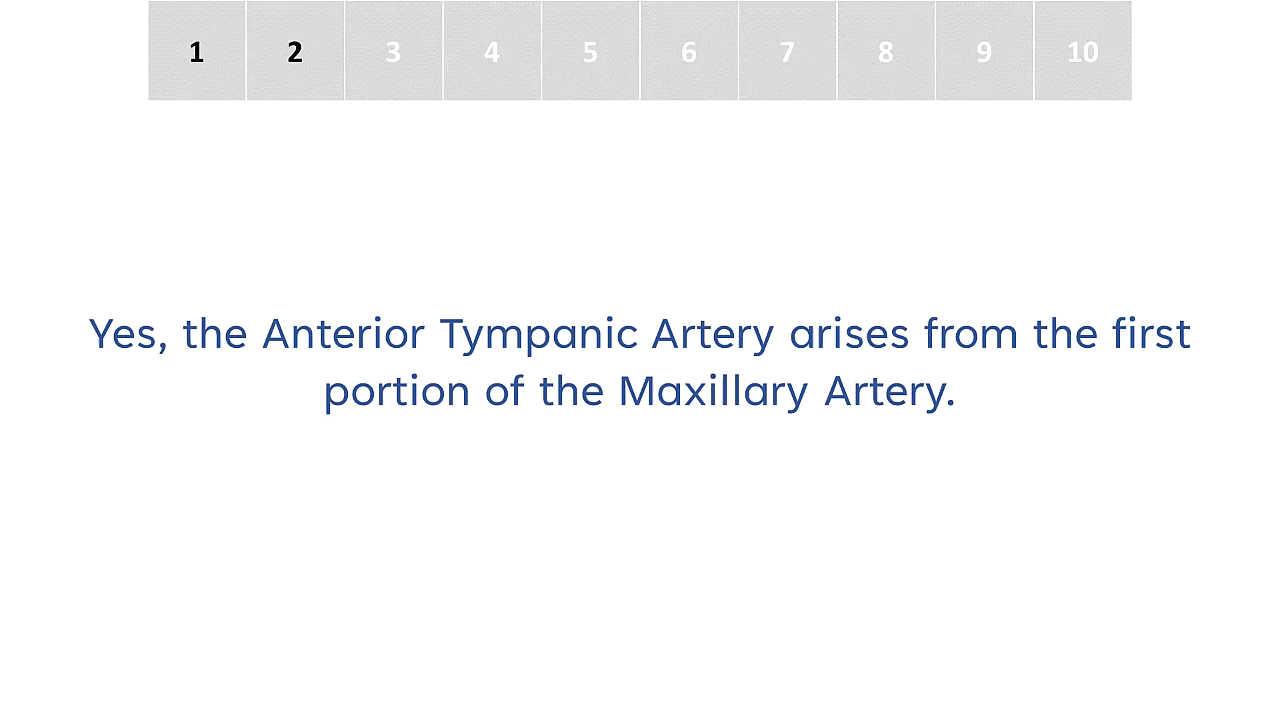 1 2 3 4 5 6 7 8 9 10
Yes, the Anterior Tympanic Artery arises from the first
portion of the Maxillary Artery.